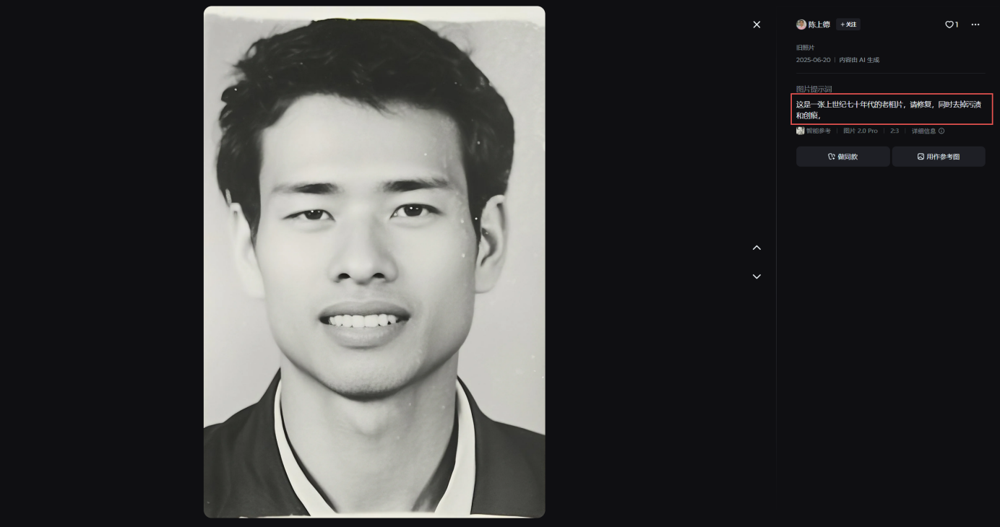 陈上德 +关注 1
旧照片
2025-06-20 | 内容由 AI 生成
图片提示词
这是一张上世纪七十年代的老相片，请修复，同时去掉污渍
和创痕，
智能参考 | 图片 2.0 Pro | 2:3 | 详细信息
做同款 用作参考图